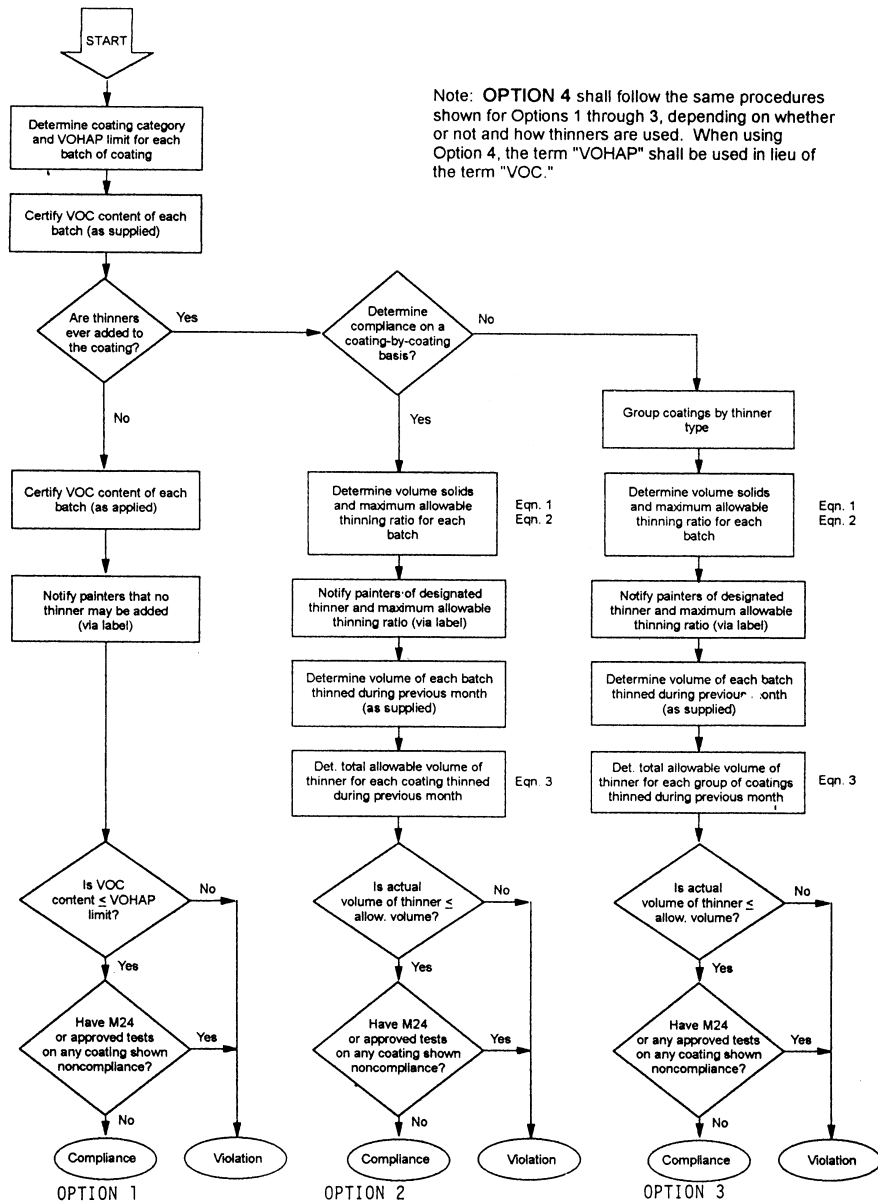 START
Note: OPTION 4 shall follow the same procedures
shown for Options 1 through 3, depending on whether
or not and how thinners are used. When using
Option 4, the term "VOHAP" shall be used in lieu of
the term "VOC."
Determine coating category
and VOHAP limit for each
batch of coating
Certify VOC content of each
batch (as supplied)
Are thinners
ever added to
the coating?
Yes
No
Determine
compliance on a
coating-by-coating
basis?
No
Yes
Certify VOC content of each
batch (as applied)
Notify painters that no
thinner may be added
(via label)
Is VOC
content ≤ VOHAP
limit?
No
Yes
Have M24
or approved tests
on any coating shown
noncompliance?
Yes
No
Compliance
Violation
OPTION 1
Determine volume solids
and maximum allowable
thinning ratio for each
batch
Eqn. 1
Eqn. 2
Notify painters of designated
thinner and maximum allowable
thinning ratio (via label)
Determine volume of each batch
thinned during previous month
(as supplied)
Det. total allowable volume of
thinner for each coating thinned
during previous month
Eqn. 3
Is actual
volume of thinner ≤
allow. volume?
No
Yes
Have M24
or approved tests
on any coating shown
noncompliance?
Yes
No
Compliance
Violation
OPTION 2
Group coatings by thinner
type
Determine volume solids
and maximum allowable
thinning ratio for each
batch
Eqn. 1
Eqn. 2
Notify painters of designated
thinner and maximum allowable
thinning ratio (via label)
Determine volume of each batch
thinned during previous month
(as supplied)
Det. total allowable volume of
thinner for each group of coatings
thinned during previous month
Eqn. 3
Is actual
volume of thinner ≤
allow. volume?
No
Yes
Have M24
or any approved tests
on any coating shown
noncompliance?
Yes
No
Compliance
Violation
OPTION 3